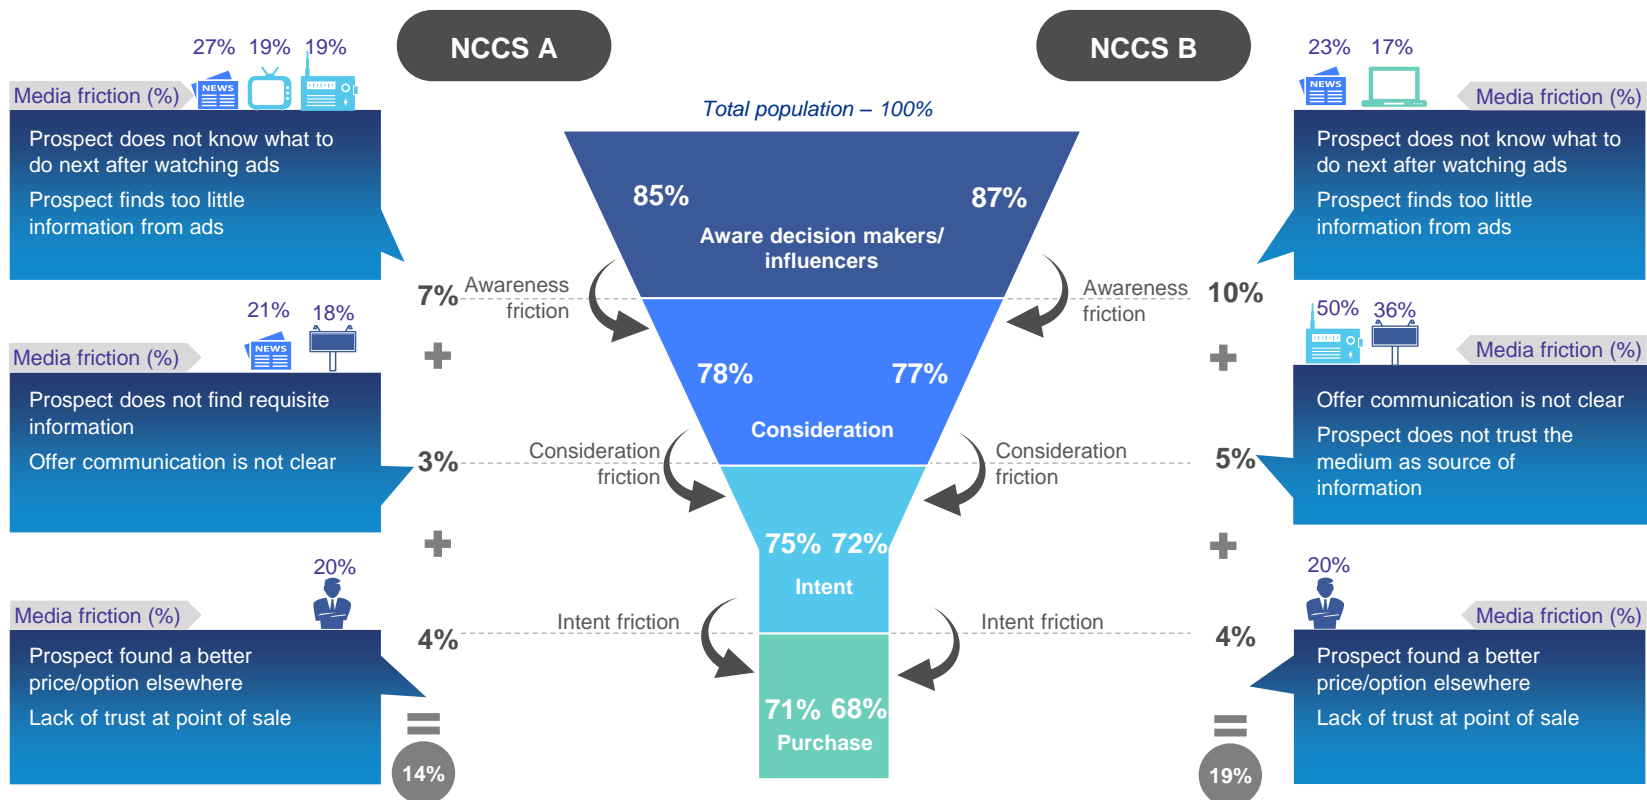 NCCS A
NCCS B
27% 19% 19%
NEWS
Media friction (%)
Prospect does not know what to
do next after watching ads
Prospect finds too little
information from ads
7%
21% 18%
NEWS
Media friction (%)
Prospect does not find requisite
information
Offer communication is not clear
3%
20%
Media friction (%)
Prospect found a better
price/option elsewhere
Lack of trust at point of sale
4%
14%
Total population – 100%
85% 87%
Aware decision makers/
influencers
Awareness
friction
Awareness
friction
78% 77%
Consideration
Consideration
friction
Consideration
friction
75% 72%
Intent
Intent friction
Intent friction
71% 68%
Purchase
23% 17%
NEWS
Media friction (%)
Prospect does not know what to
do next after watching ads
Prospect finds too little
information from ads
10%
50% 36%
Media friction (%)
Offer communication is not clear
Prospect does not trust the
medium as source of
information
5%
20%
Media friction (%)
Prospect found a better
price/option elsewhere
Lack of trust at point of sale
4%
19%